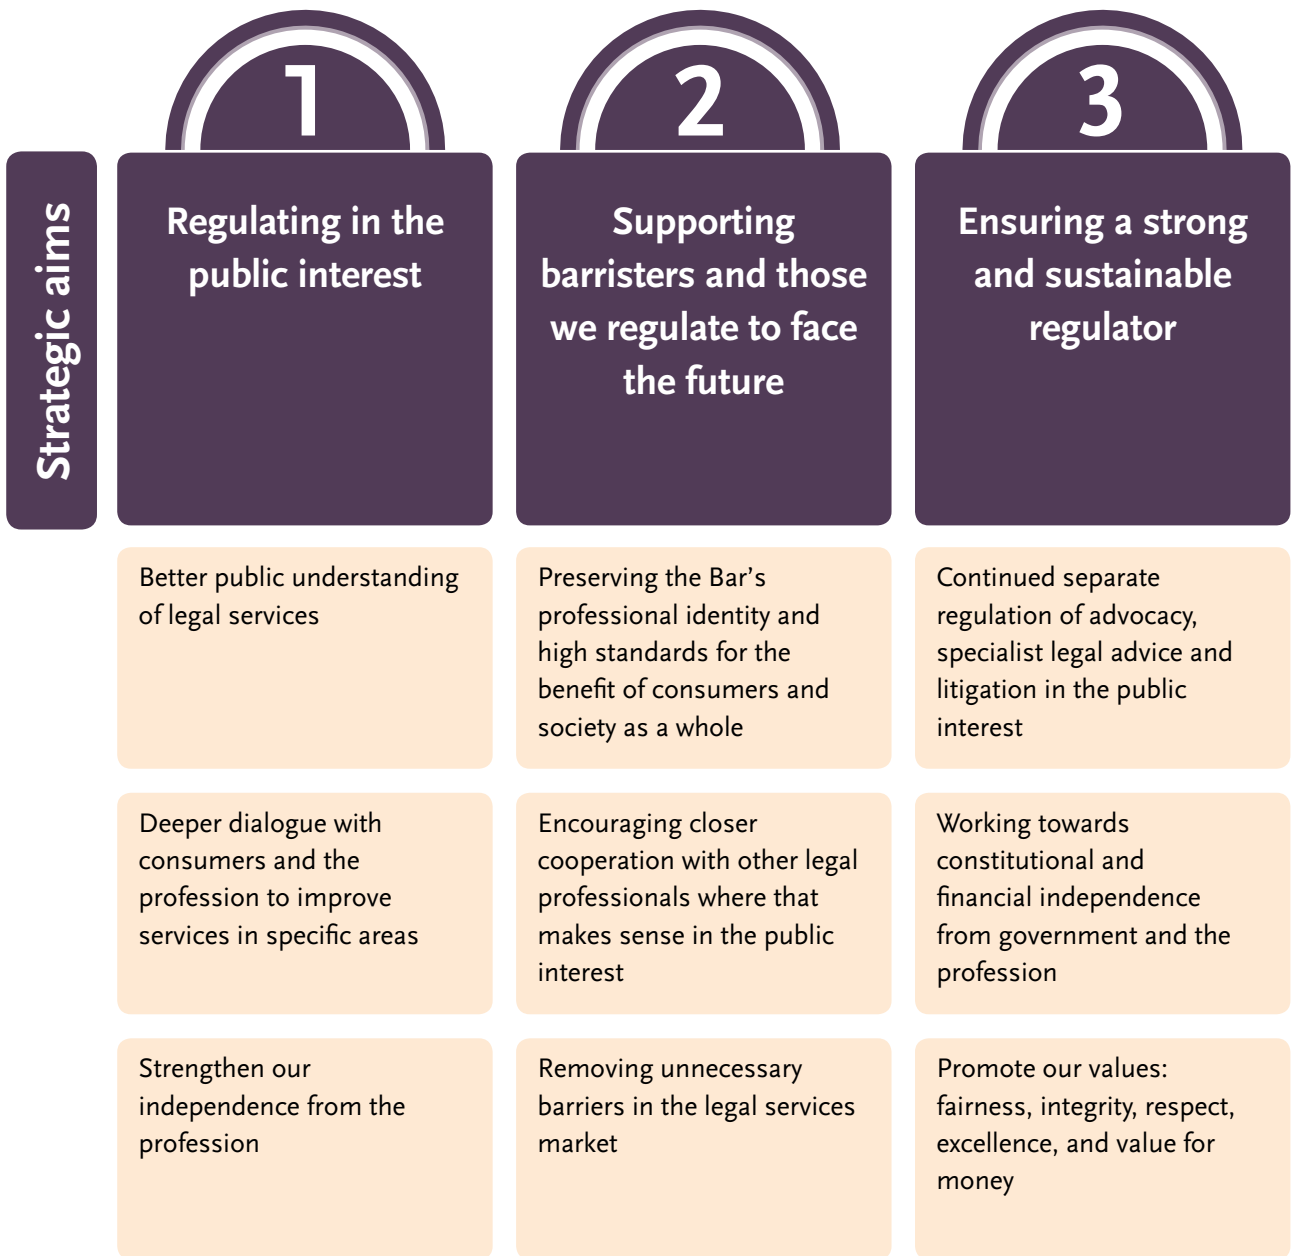 1
2
3
Strategic aims
Regulating in the
public interest
Supporting
barristers and those
we regulate to face
the future
Ensuring a strong
and sustainable
regulator
Better public understanding
of legal services
Preserving the Bar’s
professional identity and
high standards for the
benefit of consumers and
society as a whole
Continued separate
regulation of advocacy,
specialist legal advice and
litigation in the public
interest
Deeper dialogue with
consumers and the
profession to improve
services in specific areas
Encouraging closer
cooperation with other legal
professionals where that
makes sense in the public
interest
Working towards
constitutional and
financial independence
from government and the
profession
Strengthen our
independence from the
profession
Removing unnecessary
barriers in the legal services
market
Promote our values:
fairness, integrity, respect,
excellence, and value for
money